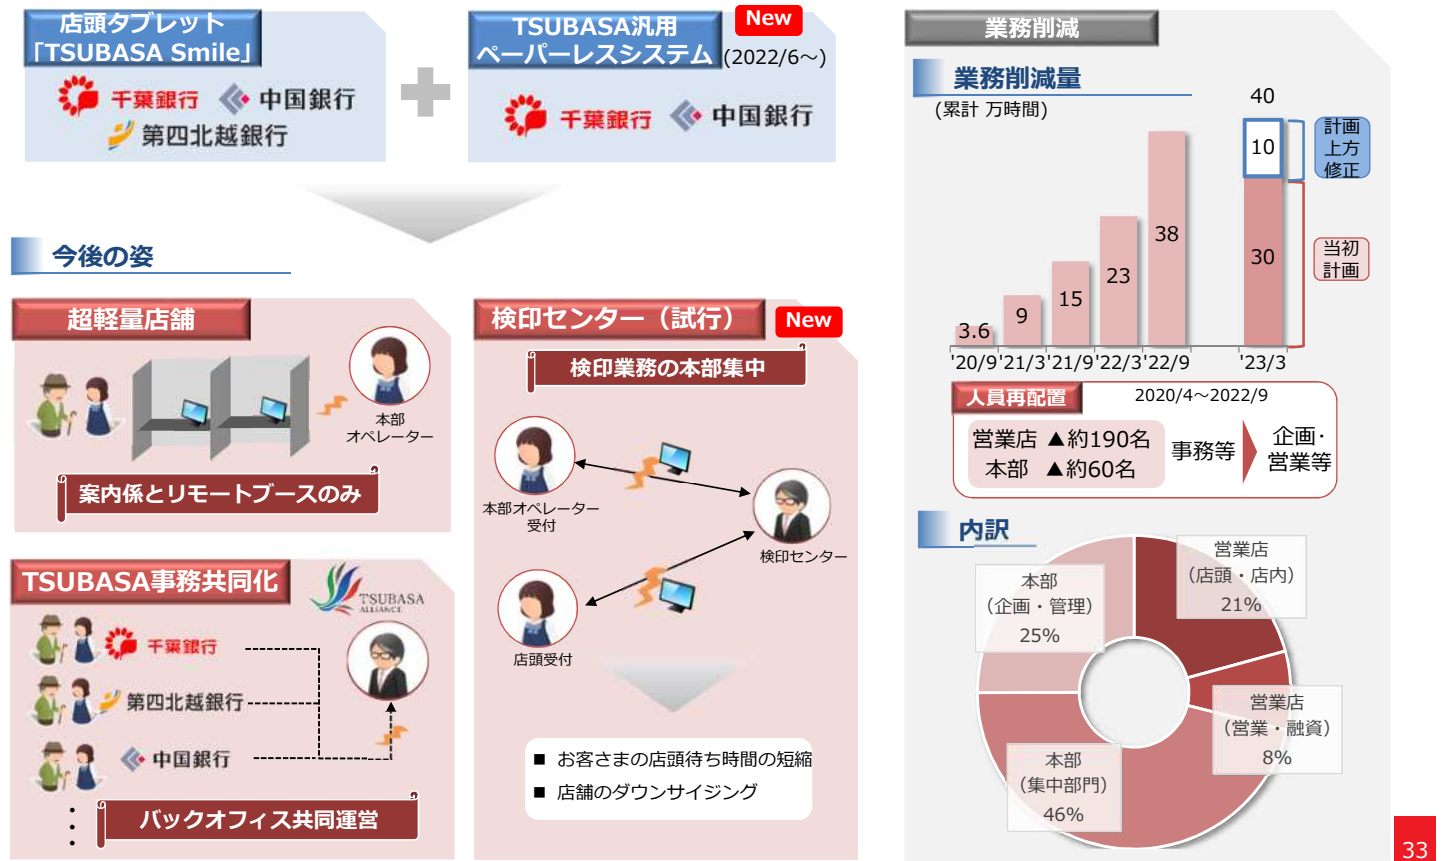 店頭タブレット
「TSUBASA Smile」
千葉銀行 中国銀行
第四北越銀行
TSUBASA汎用
ペーパーレスシステム
New
(2022/6～)
千葉銀行 中国銀行
今後の姿
超軽量店舗
本部
オペレーター
案内係とリモートブースのみ
TSUBASA事務共同化
TSUBASA
ALLIANCE
千葉銀行
第四北越銀行
中国銀行
・
・
・
バックオフィス共同運営
検印センター（試行）
New
検印業務の本部集中
本部オペレーター
受付
検印センター
店頭受付
■ お客さまの店頭待ち時間の短縮
■ 店舗のダウンサイジング
業務削減
業務削減量
(累計 万時間)
40
10
計画
上方
修正
30
当初
計画
38
23
15
9
3.6
'20/9 '21/3 '21/9 '22/3 '22/9 '23/3
人員再配置
2020/4～2022/9
営業店 ▲約190名
本部 ▲約60名
事務等
企画・
営業等
内訳
営業店
（店頭・店内）
21%
営業店
（営業・融資）
8%
本部
（集中部門）
46%
本部
（企画・管理）
25%
33